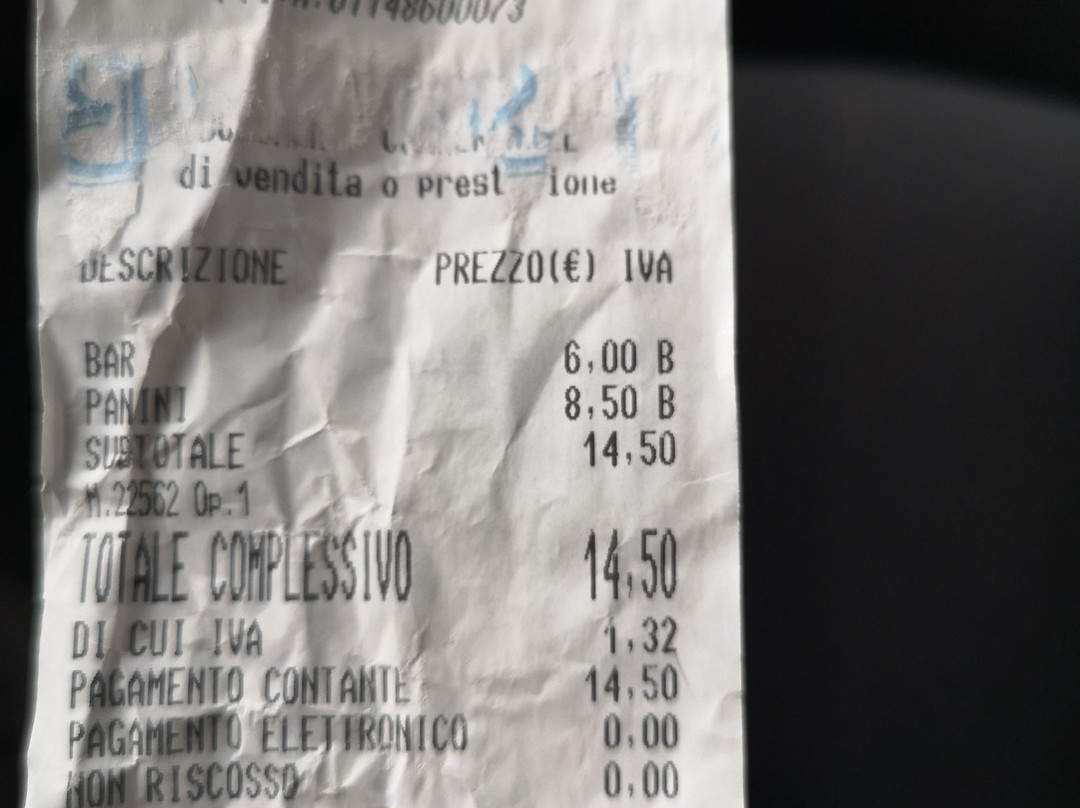 01148600073
di vendita o prest ione
DESCRIZIONE PREZZO(€) IVA
BAR 6,00 B
PANINI 8,50 B
SUBTOTALE 14,50
N.22562 Op.1
TOTALE COMPLESSIVO 14,50
DI CUI IVA 1,32
PAGAMENTO CONTANTE 14,50
PAGAMENTO ELETTRONICO 0,00
NON RISCOSSO 0,00